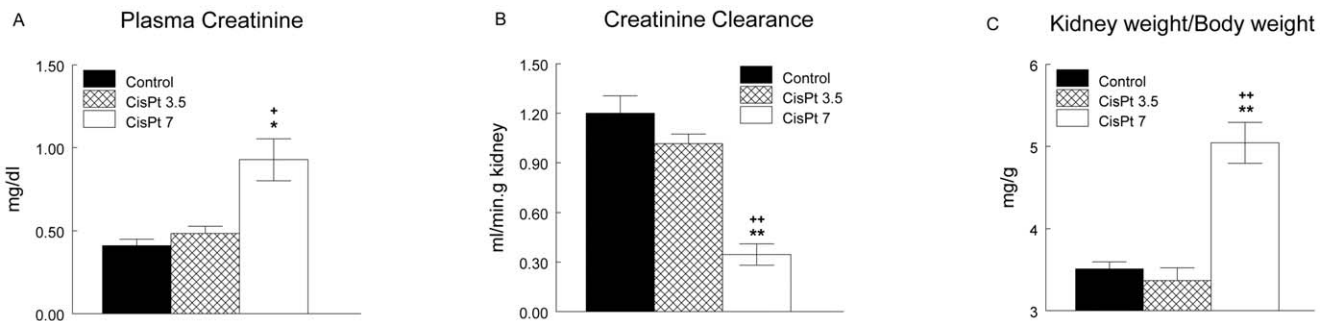 A Plasma Creatinine
1.50
1.00
0.50
0.00
mg/dl
Control
CisPt 3.5
CisPt 7
+
*
B Creatinine Clearance
1.50
1.20
0.90
0.60
0.30
0.00
ml/min.g kidney
Control
CisPt 3.5
CisPt 7
++
**
C Kidney weight/Body weight
6
5
4
3
mg/g
Control
CisPt 3.5
CisPt 7
++
**